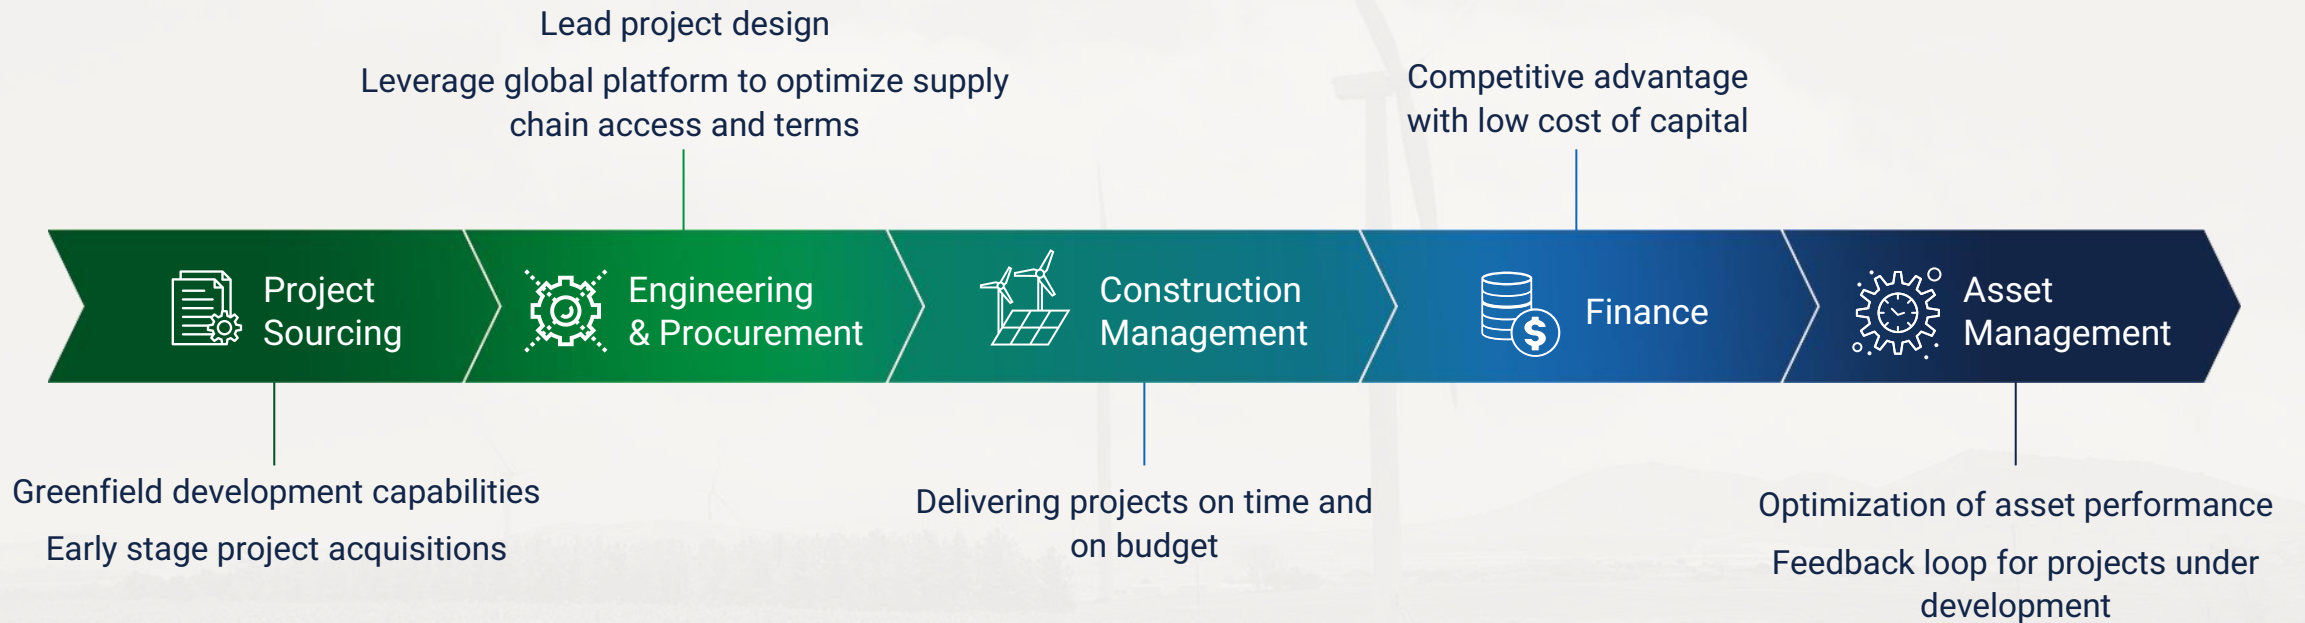 Lead project design
Leverage global platform to optimize supply
chain access and terms
Competitive advantage
with low cost of capital
Project
Sourcing
Engineering
& Procurement
Construction
Management
Finance
$
Asset
Management
Greenfield development capabilities
Early stage project acquisitions
Delivering projects on time and
on budget
Optimization of asset performance
Feedback loop for projects under
development